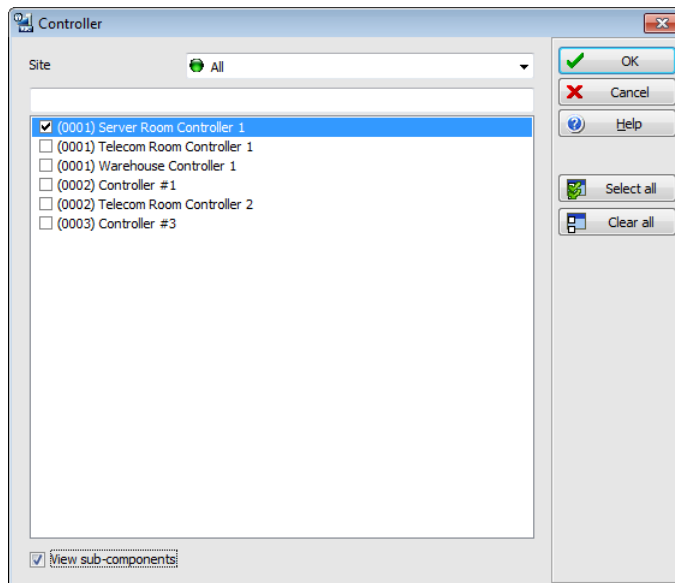 Controller
Site
All
(0001) Server Room Controller 1
(0001) Telecom Room Controller 1
(0001) Warehouse Controller 1
(0002) Controller #1
(0002) Telecom Room Controller 2
(0003) Controller #3
View sub-components
OK
Cancel
Help
Select all
Clear all